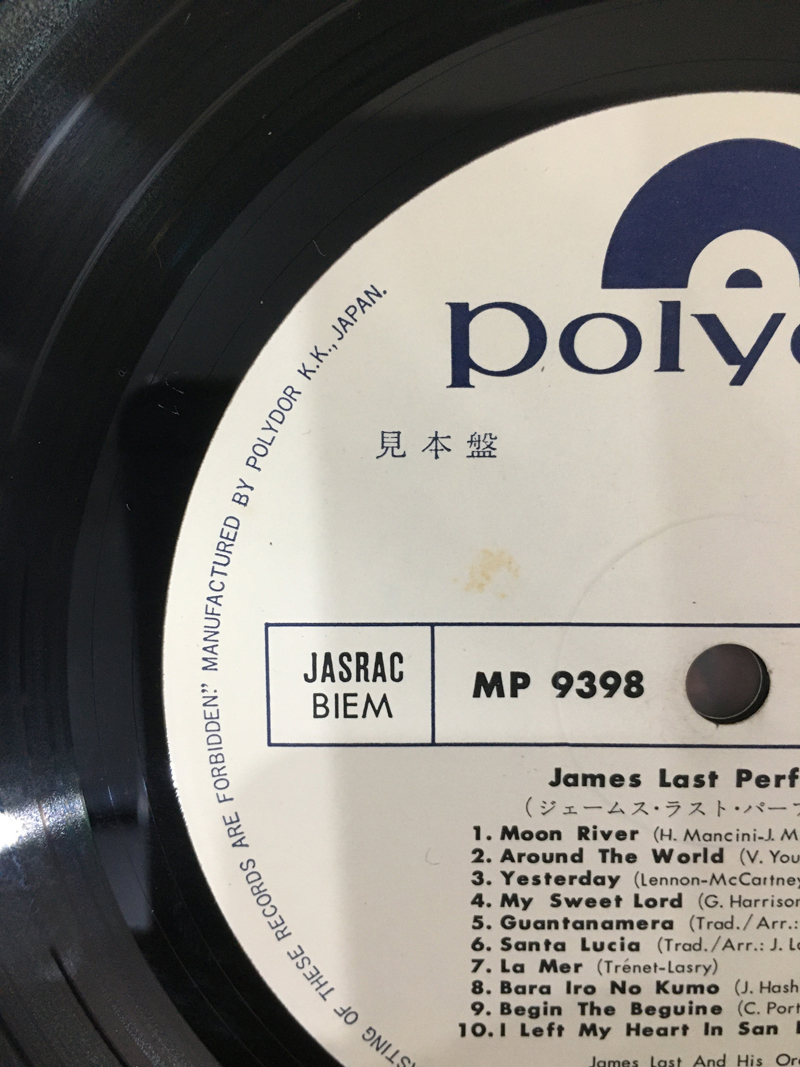 polyd
見本盤
JASRAC
BIEM
MP 9398
James Last Perf
(ジェームス・ラスト・パーフ
1. Moon River (H. Mancini-J. M
2. Around The World (V. You
3. Yesterday (Lennon-McCartney
4. My Sweet Lord (G. Harrison
5. Guantanamera (Trad./Arr.:
6. Santa Lucia (Trad./Arr.: J. La
7. La Mer (Trénet-Lasry)
8. Bara Iro No Kumo (J. Hash
9. Begin The Beguine (C. Port
10. I Left My Heart In San
James Last And His Orc
STING OF THESE RECORDS ARE FORBIDDEN." MANUFACTURED BY POLYDOR K.K., JAPAN.